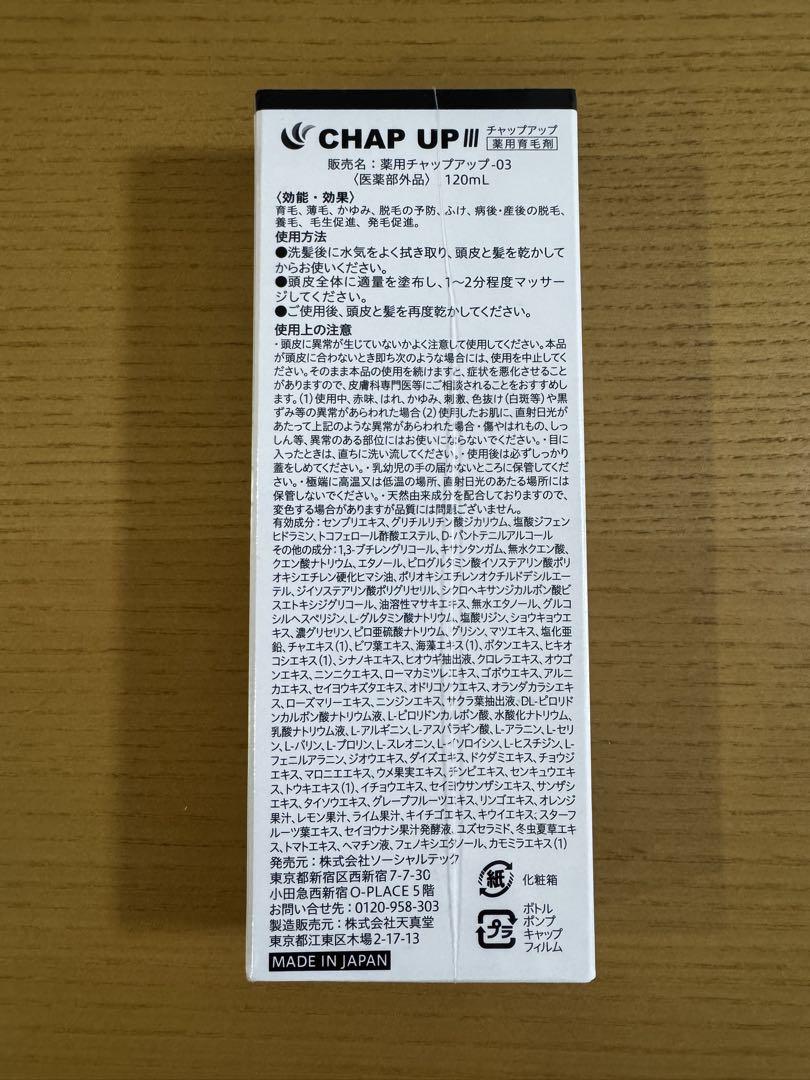 CHAP UP III チャップアップ
薬用育毛剤
販売名：薬用チャップアップ-03
〈医薬部外品〉 120mL
〈効能・効果〉
育毛、薄毛、かゆみ、脱毛の予防、ふけ、病後・産後の脱毛、
養毛、毛生促進、発毛促進。
使用方法
●洗髪後に水気をよく拭き取り、頭皮と髪を乾かして
からお使いください。
●頭皮全体に適量を塗布し、1〜2分程度マッサー
ジしてください。
●ご使用後、頭皮と髪を再度乾かしてください。
使用上の注意
・頭皮に異常が生じていないかよく注意して使用してください。本品
が頭皮に合わないとき即ち次のような場合には、使用を中止してく
ださい。そのまま本品の使用を続けますと、症状を悪化させること
がありますので、皮膚科専門医等にご相談されることをおすすめし
ます。(1)使用中、赤味、はれ、かゆみ、刺激、色抜け(白斑等)や黒
ずみ等の異常があらわれた場合(2)使用したお肌に、直射日光が
あたって上記のような異常があらわれた場合・傷やはれもの、しっ
しん等、異常のある部位にはお使いにならないでください。・目に
入ったときは、直ちに洗い流してください。・使用後は必ずしっかり
蓋をしめてください。・乳幼児の手の届かないところに保管してくだ
さい。・極端に高温又は低温の場所、直射日光のあたる場所には
保管しないでください。・天然由来成分を配合しておりますので、
変色する場合がありますが品質には問題ございません。
有効成分：センブリエキス、グリチルリチン酸ジカリウム、塩酸ジフェン
ヒドラミン、トコフェロール酢酸エステル、D-パントテニルアルコール
その他の成分：1,3-ブチレングリコール、キサンタンガム、無水クエン酸、
クエン酸ナトリウム、エタノール、ピログルタミン酸イソステアリン酸ポリ
オキシエチレン硬化ヒマシ油、ポリオキシエチレンオクチルドデシルエー
テル、ジイソステアリン酸ポリグリセリル、シクロヘキサンジカルボン酸ビ
スエトキシジグリコール、油溶性マサキエキス、無水エタノール、グルコ
シルヘスペリジン、L-グルタミン酸ナトリウム、塩酸リジン、ショウキョウエ
キス、濃グリセリン、ピロ亜硫酸ナトリウム、グリシン、マツエキス、塩化亜
鉛、チャエキス(1)、ビワ葉エキス、海藻エキス(1)、ボタンエキス、ヒキオ
コシエキス(1)、シナノキエキス、ヒオウギ抽出液、クロレラエキス、オウゴ
ンエキス、ニンニクエキス、ローマカミツレエキス、ゴボウエキス、アルニ
カエキス、セイヨウキズタエキス、オドリコソウエキス、オランダカラシエキ
ス、ローズマリーエキス、ニンジンエキス、サクラ葉抽出液、DL-ピロリド
ンカルボン酸ナトリウム液、L-ピロリドンカルボン酸、水酸化ナトリウム、
乳酸ナトリウム液、L-アルギニン、L-アスパラギン酸、L-アラニン、L-セリ
ン、L-バリン、L-プロリン、L-スレオニン、L-イソロイシン、L-ヒスチジン、L-
フェニルアラニン、ジオウエキス、ダイズエキス、ドクダミエキス、チョウジ
エキス、マロニエエキス、ウメ果実エキス、チンピエキス、センキュウエキ
ス、トウキエキス(1)、イチョウエキス、セイヨウサンザシエキス、サンザシ
エキス、タイソウエキス、グレープフルーツエキス、リンゴエキス、オレンジ
果汁、レモン果汁、ライム果汁、キイチゴエキス、キウイエキス、スターフ
ルーツ葉エキス、セイヨウナシ果汁発酵液、ユズセラミド、冬虫夏草エキ
ス、トマトエキス、ヘマチン液、フェノキシエタノール、カモミラエキス(1)
発売元：株式会社ソーシャルテック
東京都新宿区西新宿7-7-30
小田急西新宿O-PLACE 5階
お問い合せ先：0120-958-303
製造販売元：株式会社天真堂
東京都江東区木場2-17-13
MADE IN JAPAN
紙 化粧箱
プラ
ボトル
ポンプ
キャップ
フィルム